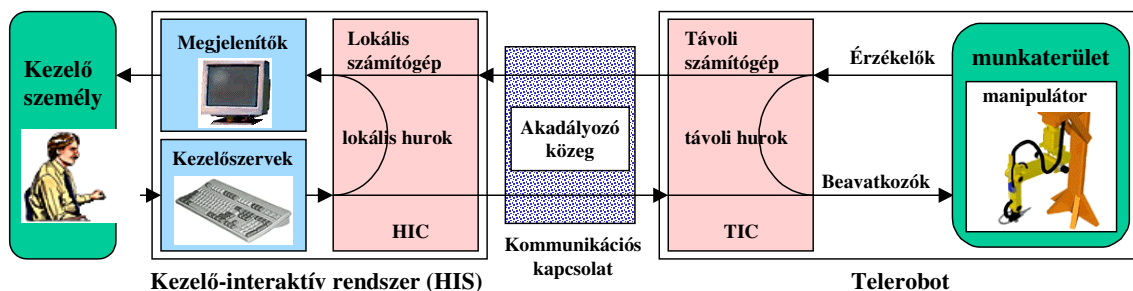 Kezelő
személy
Megjelenítők
Kezelőszervek
Lokális
számítógép
lokális hurok
HIC
Kezelő-interaktív rendszer (HIS)
Akadályozó
közeg
Kommunikációs
kapcsolat
Távoli
számítógép
távoli hurok
TIC
Érzékelők
Beavatkozók
munkaterület
manipulátor
Telerobot